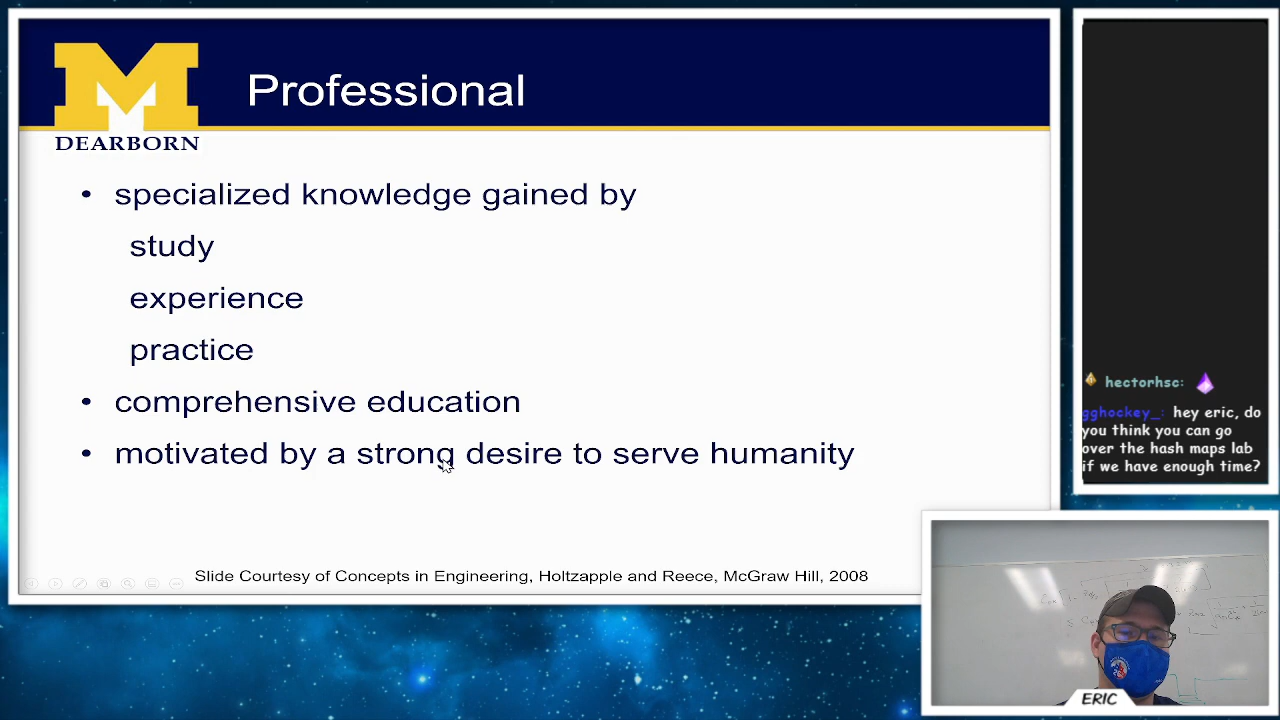 M
DEARBORN
Professional
• specialized knowledge gained by
study
experience
practice
• comprehensive education
• motivated by a strong desire to serve humanity
Slide Courtesy of Concepts in Engineering, Holtzapple and Reece, McGraw Hill, 2008
hectorhsc:
gghockey_: hey eric, do
you think you can go
over the hash maps lab
if we have enough time?
ERIC